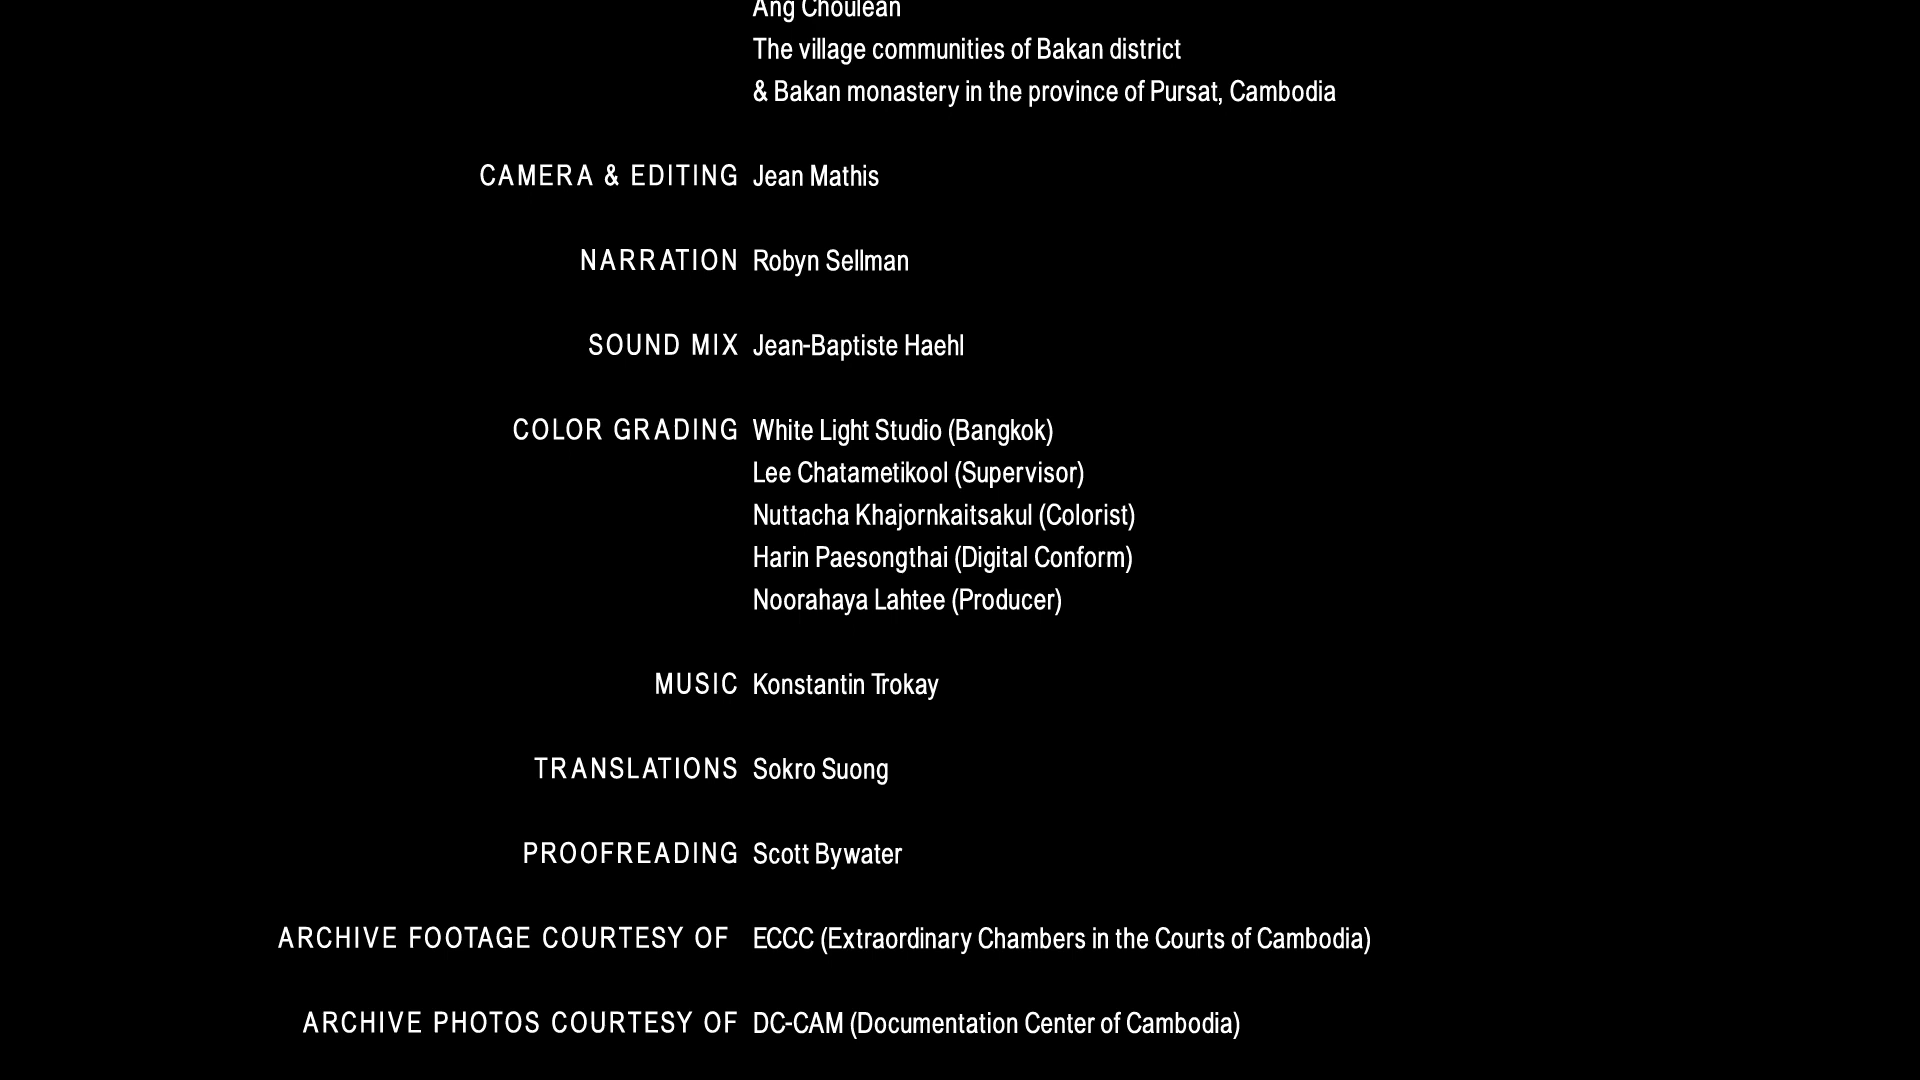 Ang Choulean
The village communities of Bakan district
& Bakan monastery in the province of Pursat, Cambodia
CAMERA & EDITING Jean Mathis
NARRATION Robyn Sellman
SOUND MIX Jean-Baptiste Haehl
COLOR GRADING White Light Studio (Bangkok)
Lee Chatametikool (Supervisor)
Nuttacha Khajornkaitsakul (Colorist)
Harin Paesongthai (Digital Conform)
Noorahaya Lahtee (Producer)
MUSIC Konstantin Trokay
TRANSLATIONS Sokro Suong
PROOFREADING Scott Bywater
ARCHIVE FOOTAGE COURTESY OF ECCC (Extraordinary Chambers in the Courts of Cambodia)
ARCHIVE PHOTOS COURTESY OF DC-CAM (Documentation Center of Cambodia)